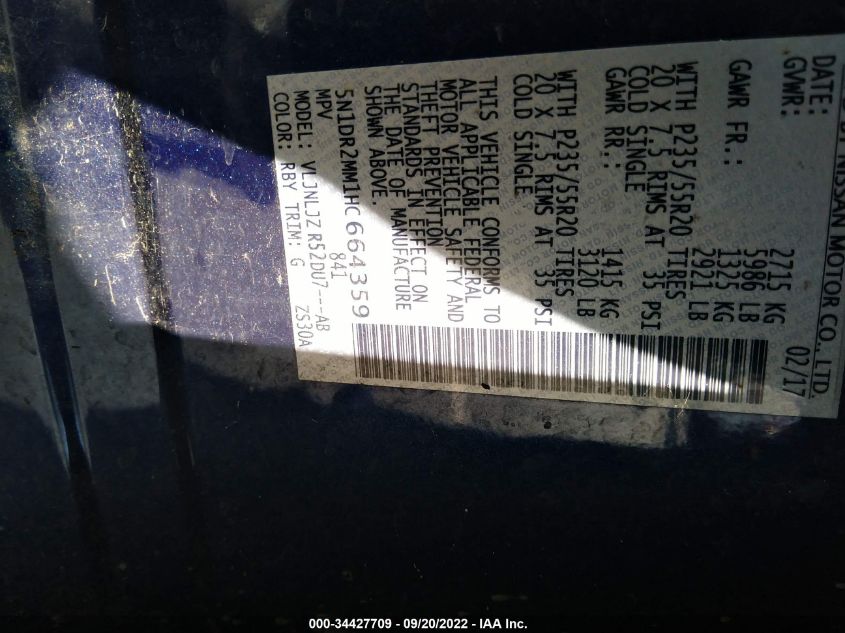 BY NISSAN MOTOR CO., LTD.
DATE: 02/17
GVWR: 2715 KG
5986 LB
GAWR FR.: 1325 KG
2921 LB
WITH P235/55R20 TIRES
20 X 7.5 RIMS AT 35 PSI
COLD SINGLE
GAWR RR.: 1415 KG
3120 LB
WITH P235/55R20 TIRES
20 X 7.5 RIMS AT 35 PSI
COLD SINGLE
THIS VEHICLE CONFORMS TO
ALL APPLICABLE FEDERAL
MOTOR VEHICLE SAFETY AND
THEFT PREVENTION
STANDARDS IN EFFECT ON
THE DATE OF MANUFACTURE
SHOWN ABOVE.
5N1DR2MM1HC664359
MPV 841
MODEL: VLJNLJZ R52DU7---AB
COLOR: RBY TRIM: G ZS30A
000-34427709 - 09/20/2022 - IAA Inc.